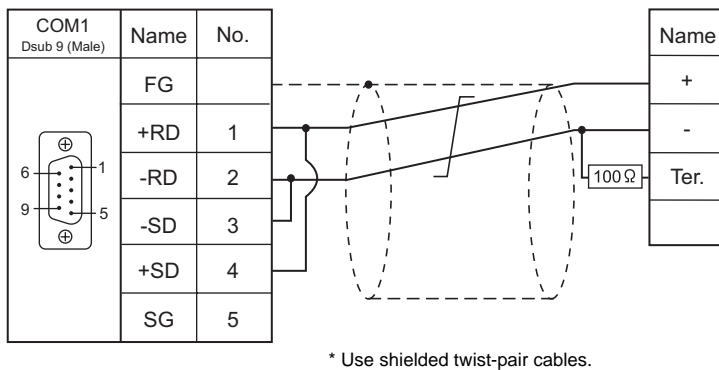 COM1
Dsub 9 (Male)
Name No.
FG
+RD 1
-RD 2
-SD 3
+SD 4
SG 5
6 1
9 5
100 Ω
Name
+
-
Ter.
* Use shielded twist-pair cables.